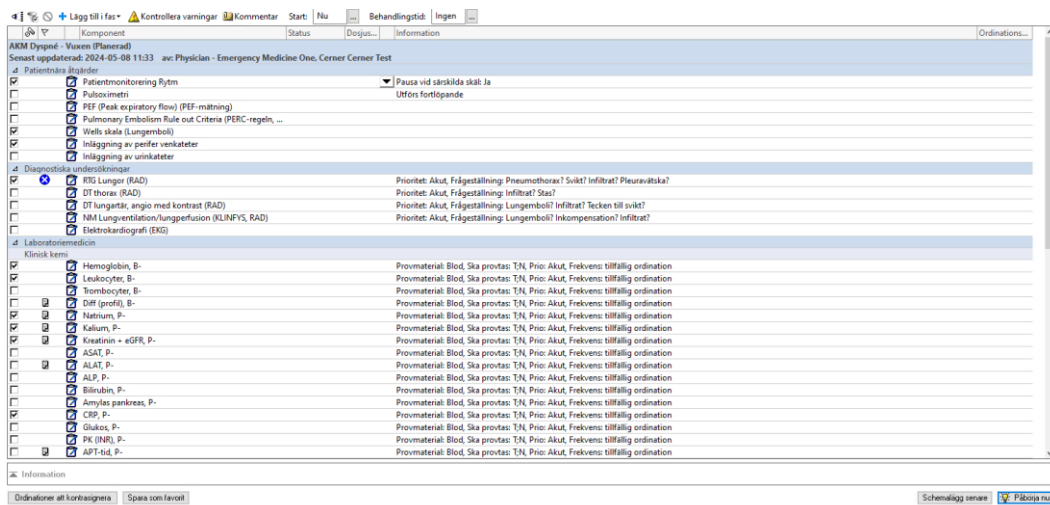 Lägg till i fas Kontrollera varningar Kommentar Start: Nu ... Behandlingstid: Ingen ...
Komponent Status Dosjus... Information Ordinations...
AKM Dyspné - Vuxen (Planerad)
Senast uppdaterad: 2024-05-08 11:33 av: Physician - Emergency Medicine One, Cerner Cerner Test
Patientnära åtgärder
Patientmonitorering Rytm Pausa vid särskilda skäl: Ja
Pulsoximetri Utförs fortlöpande
PEF (Peak expiratory flow) (PEF-mätning)
Pulmonary Embolism Rule out Criteria (PERC-regeln, ...
Wells skala (Lungemboli)
Inläggning av perifer venkateter
Inläggning av urinkateter
Diagnostiska undersökningar
RTG Lungor (RAD) Prioritet: Akut, Frågeställning: Pneumothorax? Svikt? Infiltrat? Pleuravätska?
DT thorax (RAD) Prioritet: Akut, Frågeställning: Infiltrat? Stas?
DT lungartär, angio med kontrast (RAD) Prioritet: Akut, Frågeställning: Lungemboli? Infiltrat? Tecken till svikt?
NM Lungventilation/lungperfusion (KLINFYS, RAD) Prioritet: Akut, Frågeställning: Lungemboli? Inkompensation? Infiltrat?
Elektrokardiografi (EKG)
Laboratoriemedicin
Klinisk kemi
Hemoglobin, B- Provmaterial: Blod, Ska provtas: T;N, Prio: Akut, Frekvens: tillfällig ordination
Leukocyter, B- Provmaterial: Blod, Ska provtas: T;N, Prio: Akut, Frekvens: tillfällig ordination
Trombocyter, B- Provmaterial: Blod, Ska provtas: T;N, Prio: Akut, Frekvens: tillfällig ordination
Diff (profil), B- Provmaterial: Blod, Ska provtas: T;N, Prio: Akut, Frekvens: tillfällig ordination
Natrium, P- Provmaterial: Blod, Ska provtas: T;N, Prio: Akut, Frekvens: tillfällig ordination
Kalium, P- Provmaterial: Blod, Ska provtas: T;N, Prio: Akut, Frekvens: tillfällig ordination
Kreatinin + eGFR, P- Provmaterial: Blod, Ska provtas: T;N, Prio: Akut, Frekvens: tillfällig ordination
ASAT, P- Provmaterial: Blod, Ska provtas: T;N, Prio: Akut, Frekvens: tillfällig ordination
ALAT, P- Provmaterial: Blod, Ska provtas: T;N, Prio: Akut, Frekvens: tillfällig ordination
ALP, P- Provmaterial: Blod, Ska provtas: T;N, Prio: Akut, Frekvens: tillfällig ordination
Bilirubin, P- Provmaterial: Blod, Ska provtas: T;N, Prio: Akut, Frekvens: tillfällig ordination
Amylas pankreas, P- Provmaterial: Blod, Ska provtas: T;N, Prio: Akut, Frekvens: tillfällig ordination
CRP, P- Provmaterial: Blod, Ska provtas: T;N, Prio: Akut, Frekvens: tillfällig ordination
Glukos, P- Provmaterial: Blod, Ska provtas: T;N, Prio: Akut, Frekvens: tillfällig ordination
PK (INR), P- Provmaterial: Blod, Ska provtas: T;N, Prio: Akut, Frekvens: tillfällig ordination
APT-tid, P- Provmaterial: Blod, Ska provtas: T;N, Prio: Akut, Frekvens: tillfällig ordination
Information
Ordinationer att kontrasignera Spara som favorit Schemalägg senare Påbörja nu